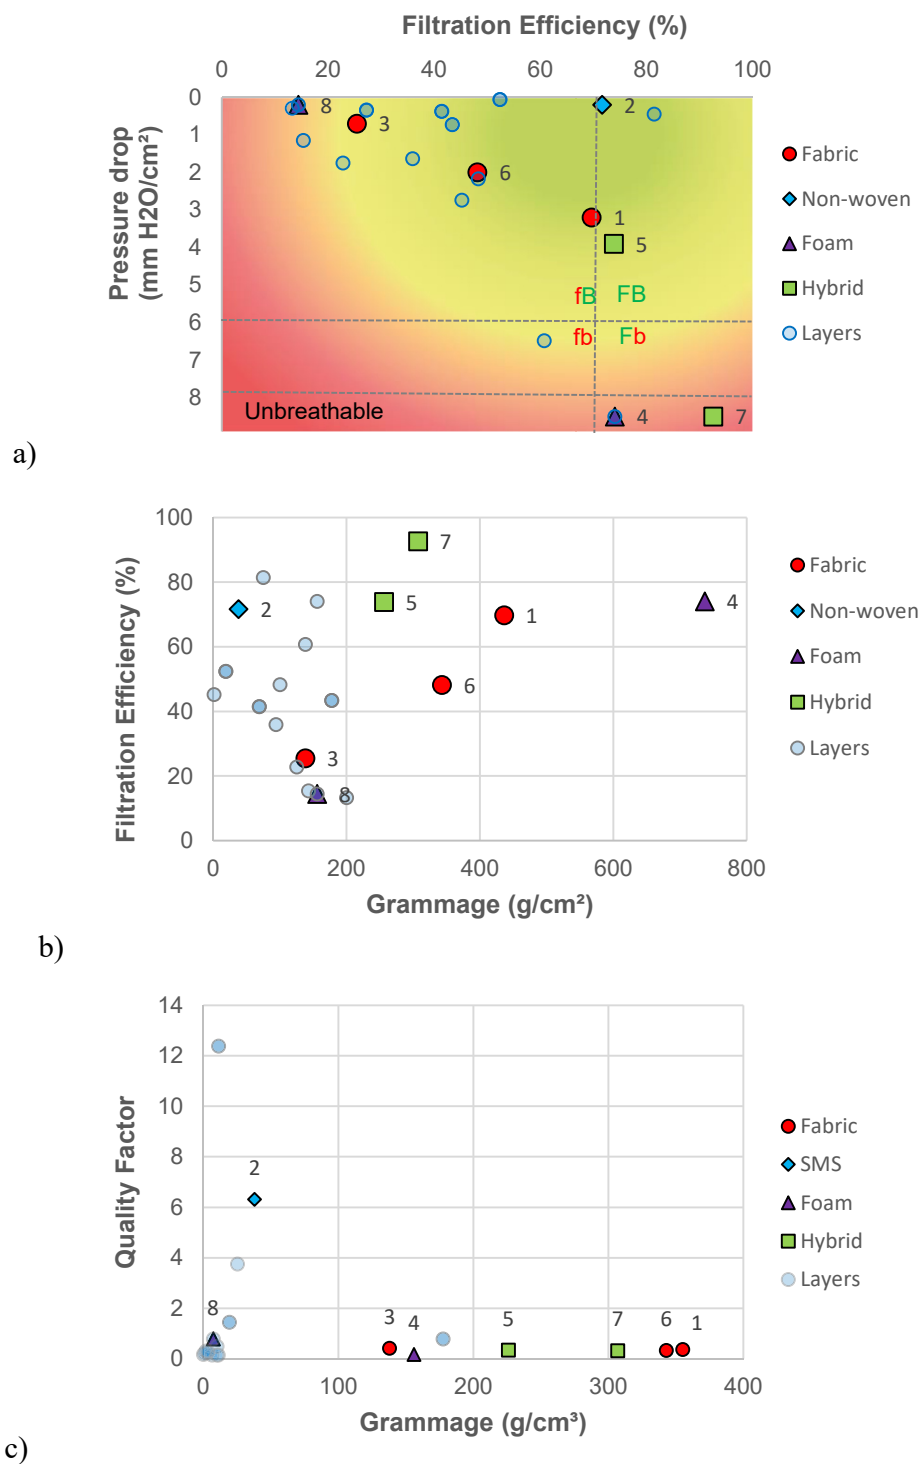 Filtration Efficiency (%)
0 20 40 60 80 100
Pressure drop
(mm H2O/cm²)
0
1
2
3
4
5
6
7
8
8
3
6
2
1
5
fB FB
fb Fb
Unbreathable
4
7
Fabric
Non-woven
Foam
Hybrid
Layers
a)
Filtration Efficiency (%)
100
80
60
40
20
0
7
5
2
4
1
6
3
8
0 200 400 600 800
Grammage (g/cm²)
Fabric
Non-woven
Foam
Hybrid
Layers
b)
Quality Factor
14
12
10
8
6
4
2
0
2
8
3
4
5
7
6
1
0 100 200 300 400
Grammage (g/cm³)
Fabric
SMS
Foam
Hybrid
Layers
c)